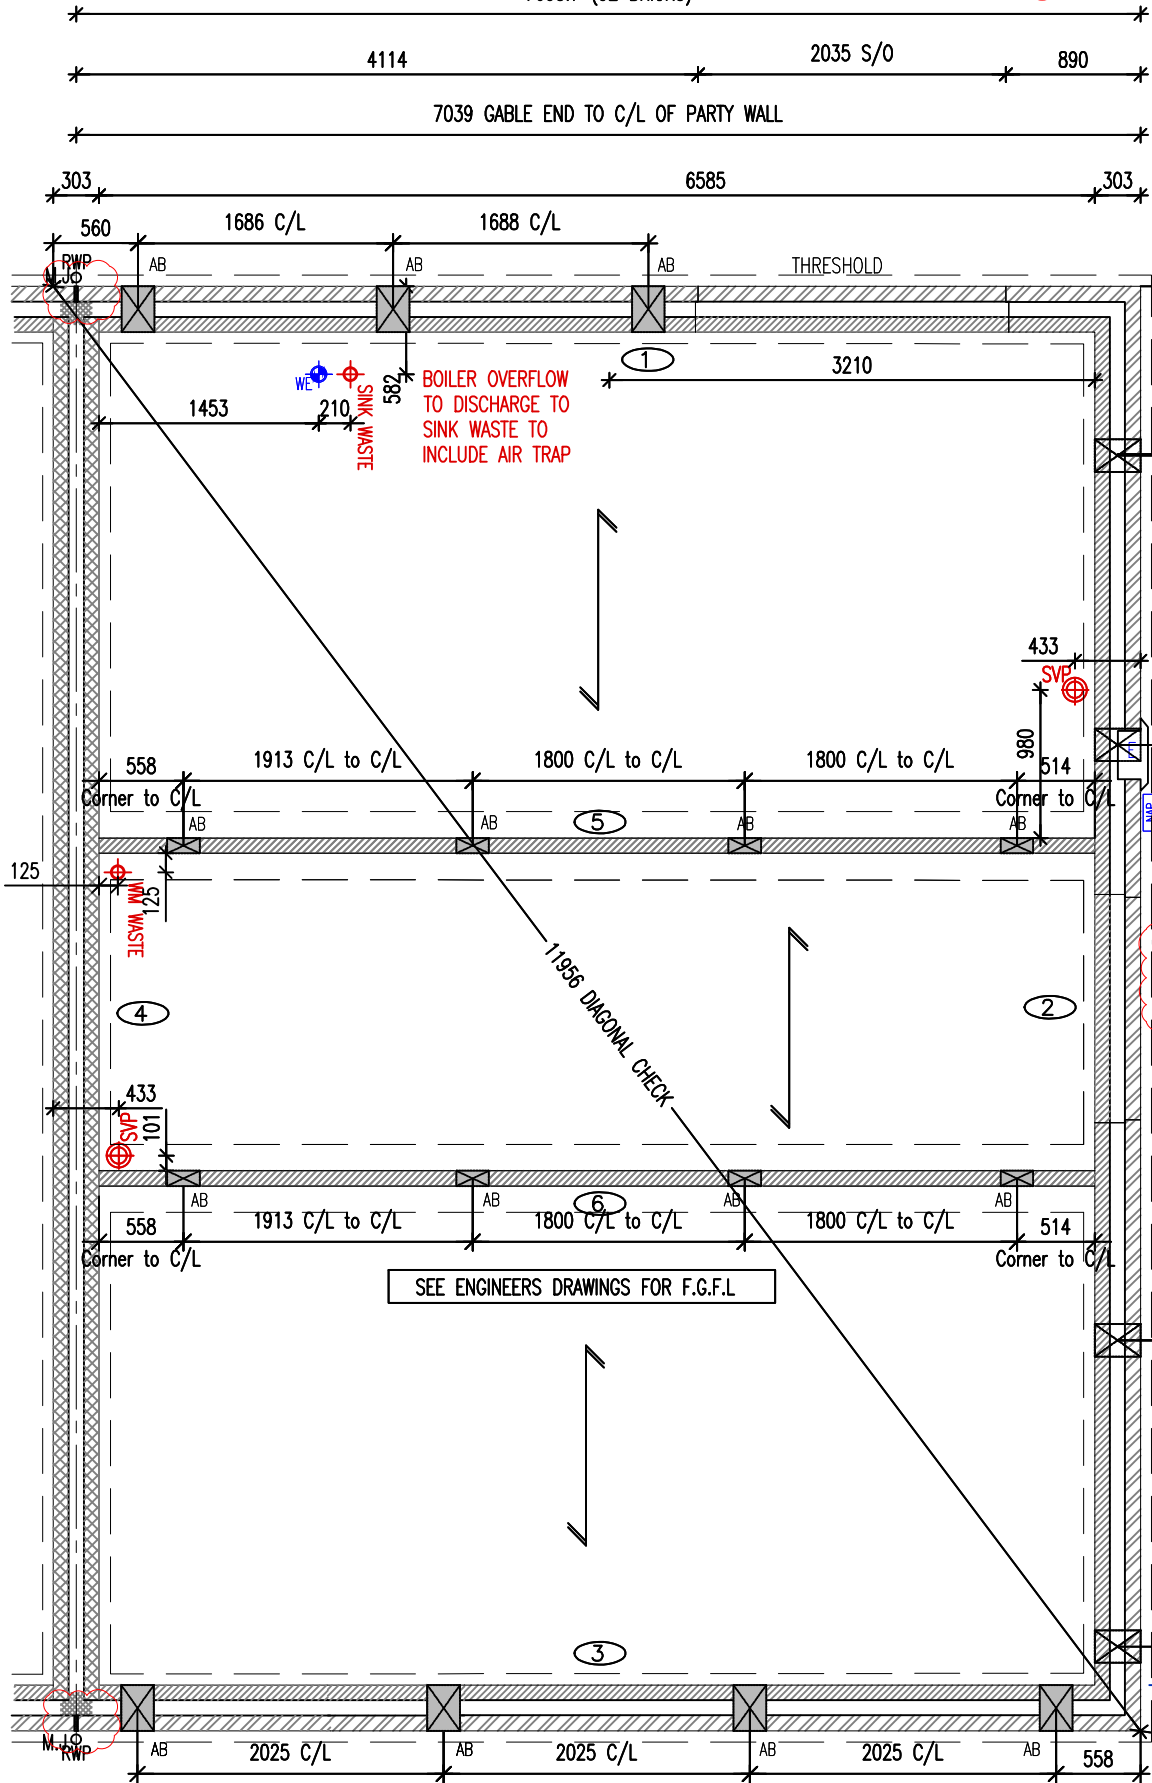 4114
2035 S/O
890
7039 GABLE END TO C/L OF PARTY WALL
303
6585
303
560
1686 C/L
1688 C/L
RWP
M.J
AB
AB
AB
THRESHOLD
1
3210
582
WE
SINK WASTE
1453
210
BOILER OVERFLOW
TO DISCHARGE TO
SINK WASTE TO
INCLUDE AIR TRAP
433
SVP
980
558
1913 C/L to C/L
1800 C/L to C/L
1800 C/L to C/L
514
Corner to C/L
Corner to C/L
AB
AB
5
AB
AB
125
WM WASTE
125
11956 DIAGONAL CHECK
4
2
433
SVP
101
AB
AB
6
AB
AB
558
1913 C/L to C/L
1800 C/L to C/L
1800 C/L to C/L
514
Corner to C/L
Corner to C/L
SEE ENGINEERS DRAWINGS FOR F.G.F.L
3
M.J
RWP
AB
AB
AB
AB
2025 C/L
2025 C/L
2025 C/L
558